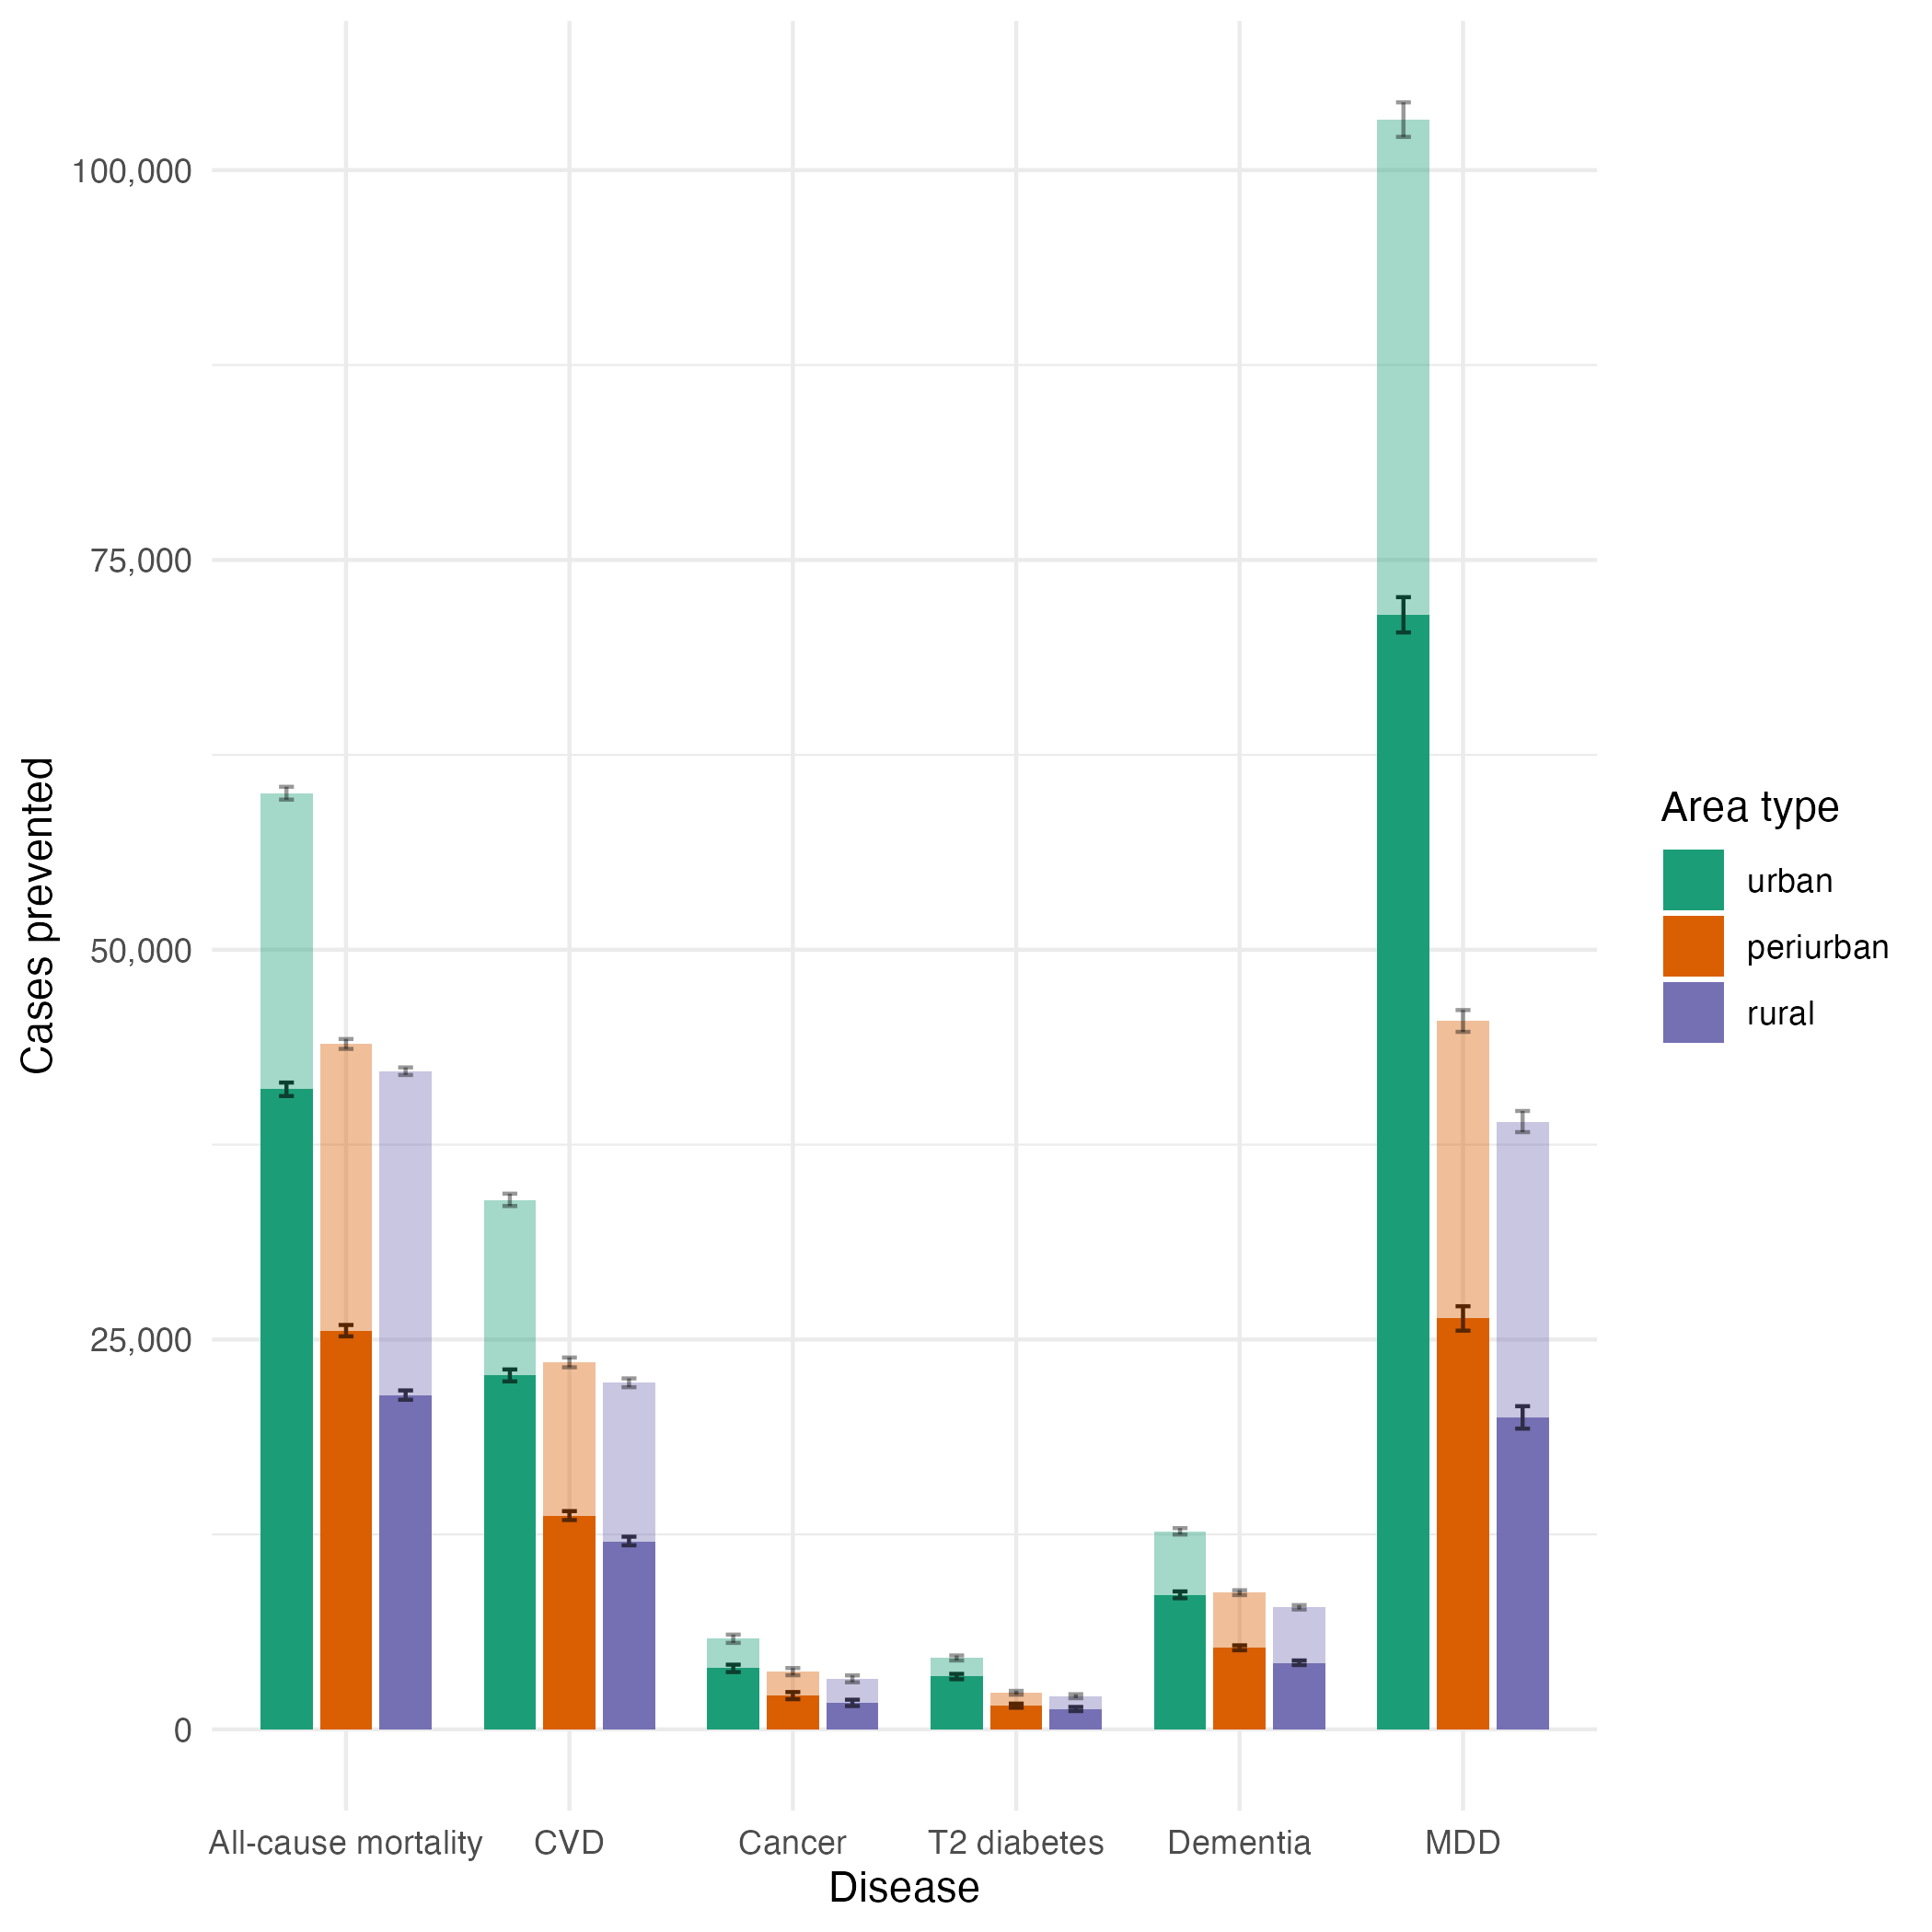 100,000
75,000
50,000
25,000
0
Cases prevented
All-cause mortality
CVD
Cancer
T2 diabetes
Dementia
MDD
Disease
Area type
urban
periurban
rural